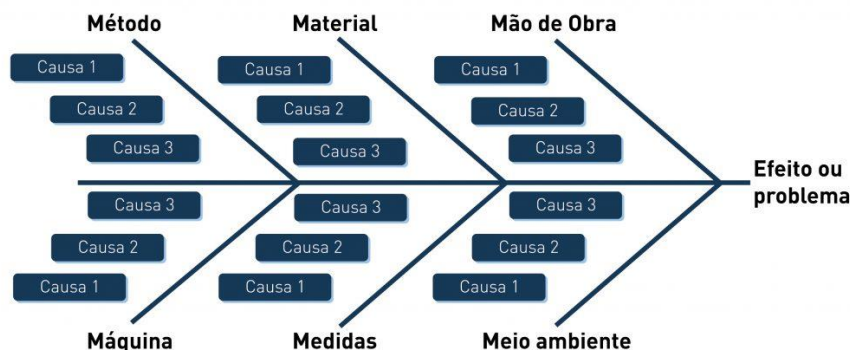 Método
Material
Mão de Obra
Causa 1
Causa 1
Causa 1
Causa 2
Causa 2
Causa 2
Causa 3
Causa 3
Causa 3
Efeito ou
problema
Causa 3
Causa 3
Causa 3
Causa 2
Causa 2
Causa 2
Causa 1
Causa 1
Causa 1
Máquina
Medidas
Meio ambiente